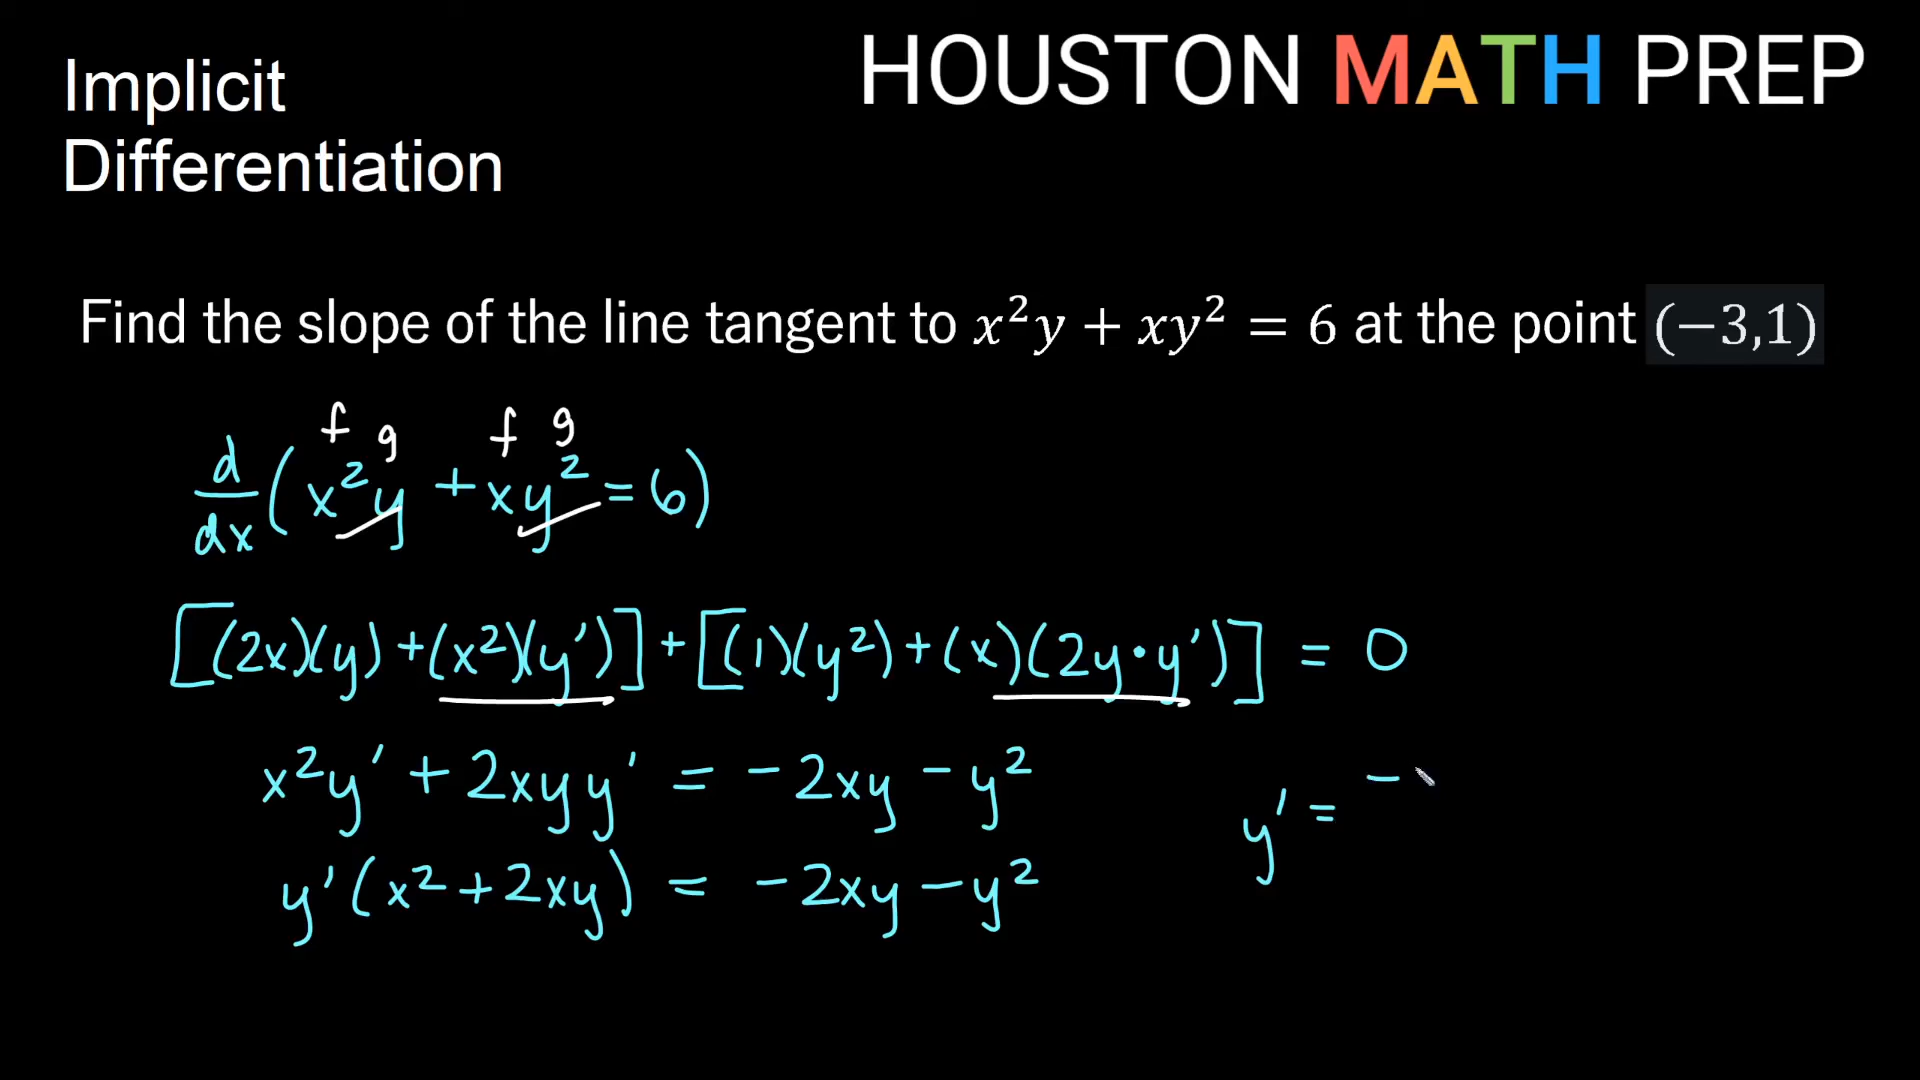 HOUSTON MATH PREP
Implicit
Differentiation
Find the slope of the line tangent to x²y + xy² = 6 at the point (−3,1)
f g f g
d/dx (x²y + xy² = 6)
[(2x)(y) + (x²)(y')] + [(1)(y²) + (x)(2y·y')] = 0
x²y' + 2xyy' = -2xy - y²
y'(x² + 2xy) = -2xy - y²
y' = -